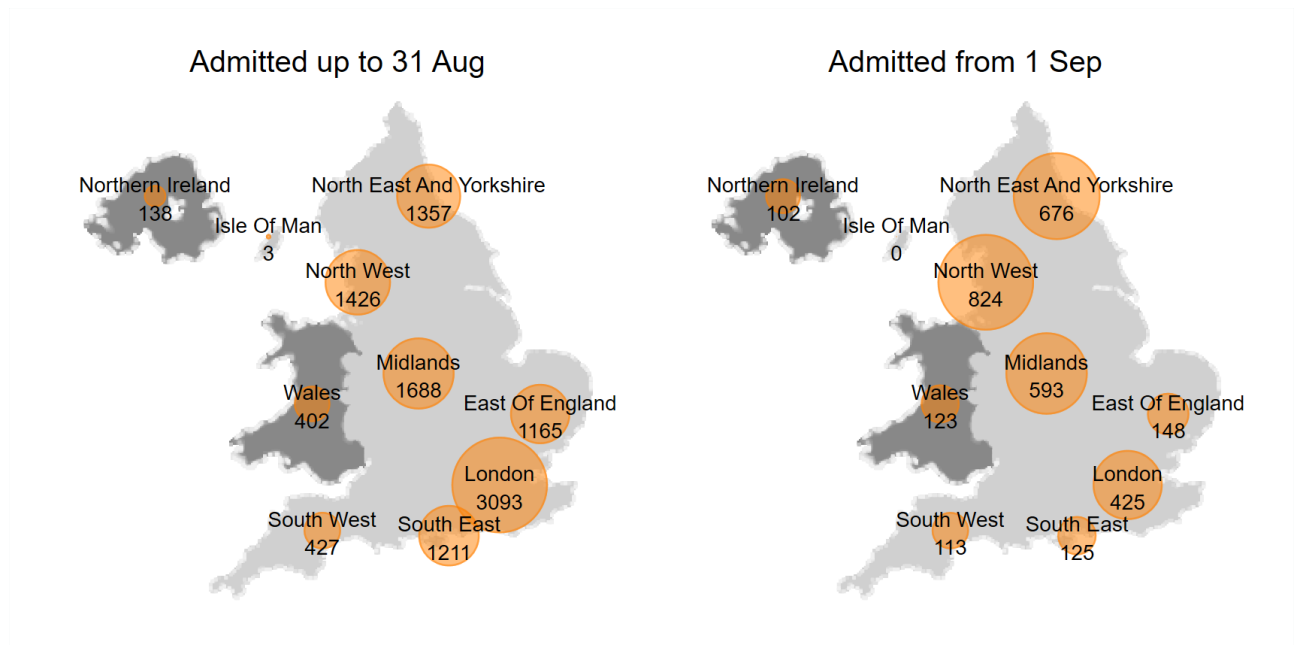 Admitted up to 31 Aug
Northern Ireland
138
Isle Of Man
3
North East And Yorkshire
1357
North West
1426
Midlands
1688
Wales
402
East Of England
1165
London
3093
South West
427
South East
1211
Admitted from 1 Sep
Northern Ireland
102
Isle Of Man
0
North East And Yorkshire
676
North West
824
Midlands
593
Wales
123
East Of England
148
London
425
South West
113
South East
125